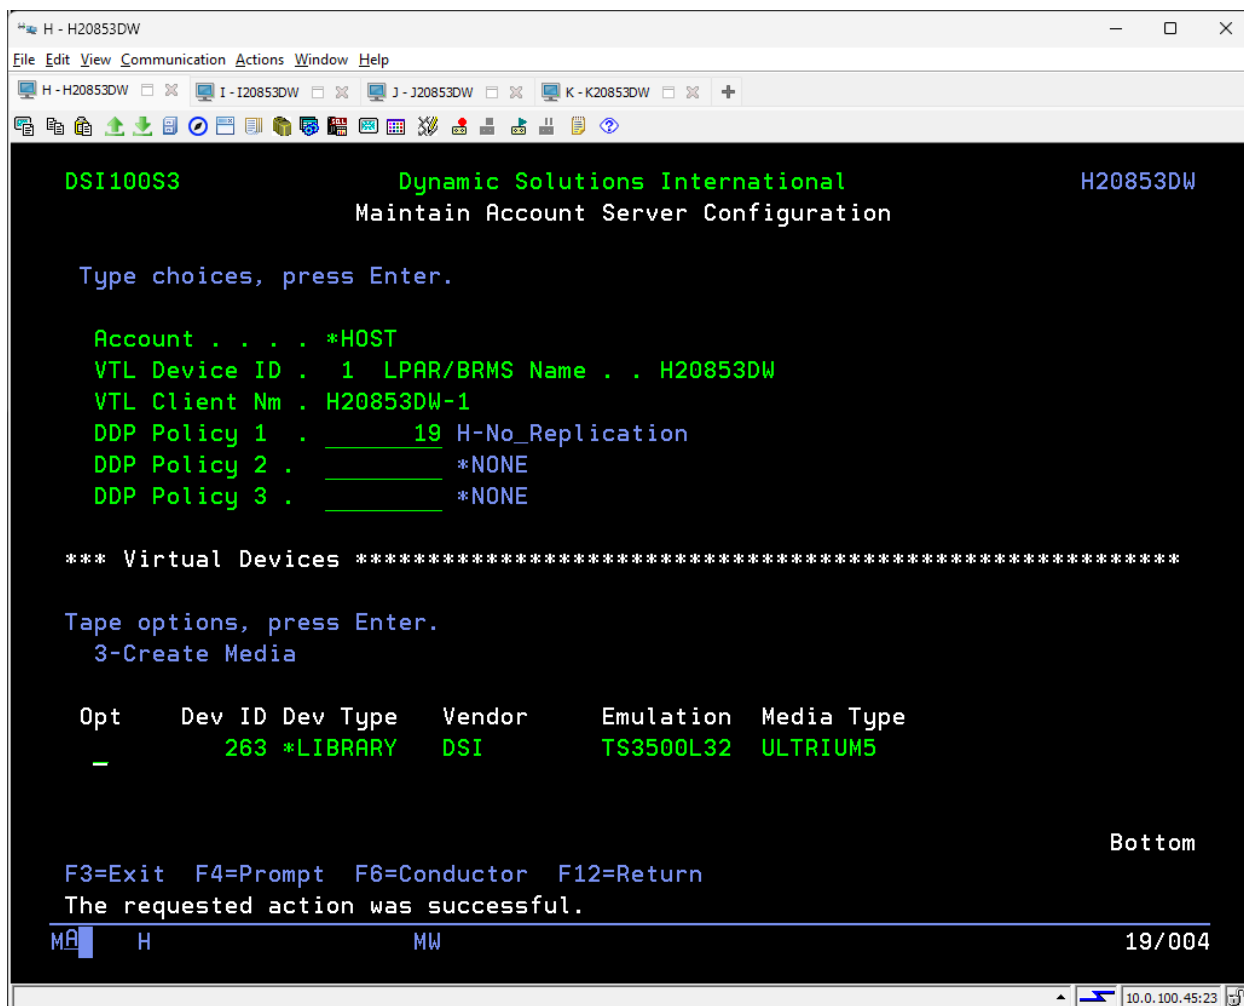 H - H20853DW
File Edit View Communication Actions Window Help
H - H20853DW I - I20853DW J - J20853DW K - K20853DW
DSI100S3 Dynamic Solutions International H20853DW
Maintain Account Server Configuration
Type choices, press Enter.
Account . . . . *HOST
VTL Device ID . 1 LPAR/BRMS Name . . H20853DW
VTL Client Nm . H20853DW-1
DDP Policy 1 . ________19 H-No_Replication
DDP Policy 2 . __________ *NONE
DDP Policy 3 . __________ *NONE
*** Virtual Devices *********************************************************
Tape options, press Enter.
3-Create Media
Opt Dev ID Dev Type Vendor Emulation Media Type
_ 263 *LIBRARY DSI TS3500L32 ULTRIUM5
Bottom
F3=Exit F4=Prompt F6=Conductor F12=Return
The requested action was successful.
MA H MW 19/004
10.0.100.45:23